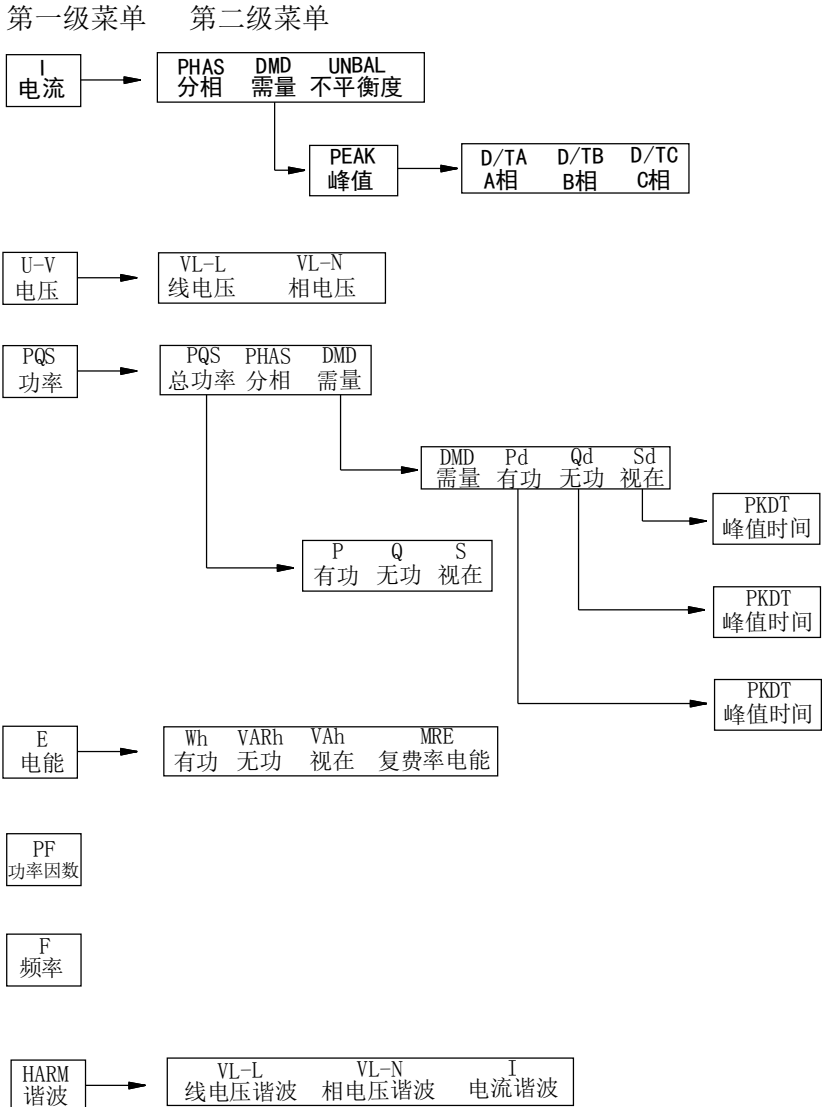 第一级菜单 第二级菜单
I
电流
PHAS DMD UNBAL
分相 需量 不平衡度
PEAK
峰值
D/TA D/TB D/TC
A相 B相 C相
U-V
电压
VL-L VL-N
线电压 相电压
PQS
功率
PQS PHAS DMD
总功率 分相 需量
DMD Pd Qd Sd
需量 有功 无功 视在
PKDT
峰值时间
P Q S
有功 无功 视在
PKDT
峰值时间
PKDT
峰值时间
E
电能
Wh VARh VAh MRE
有功 无功 视在 复费率电能
PF
功率因数
F
频率
HARM
谐波
VL-L VL-N I
线电压谐波 相电压谐波 电流谐波